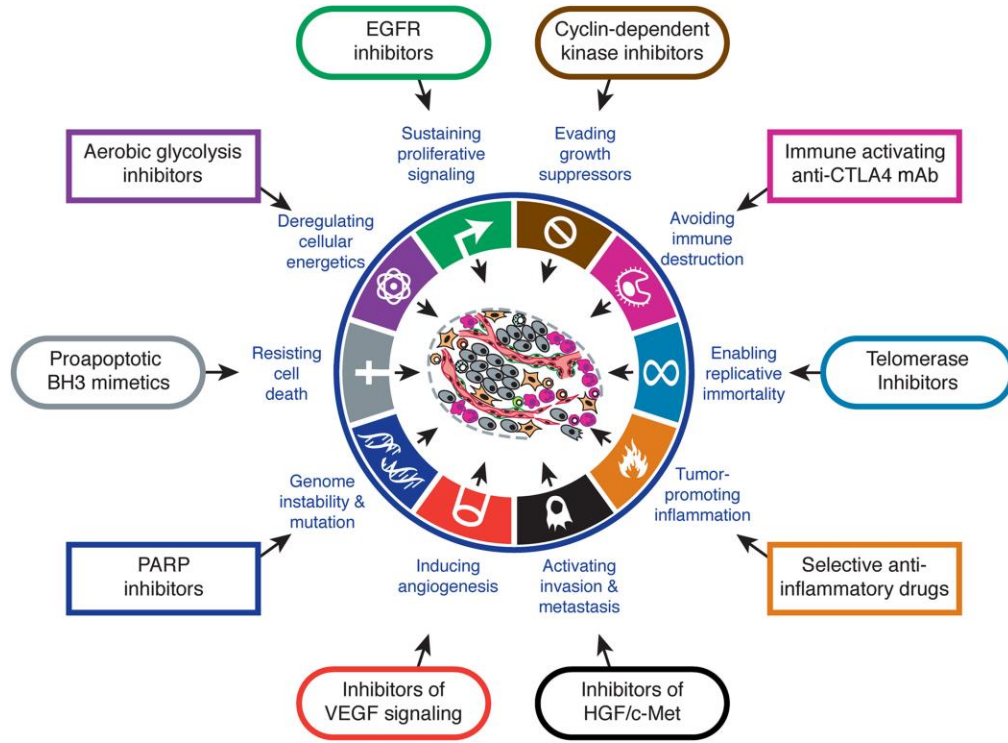 EGFR
inhibitors
Cyclin-dependent
kinase inhibitors
Sustaining
proliferative
signaling
Evading
growth
suppressors
Aerobic glycolysis
inhibitors
Immune activating
anti-CTLA4 mAb
Deregulating
cellular
energetics
Avoiding
immune
destruction
Proapoptotic
BH3 mimetics
Resisting
cell
death
Enabling
replicative
immortality
Telomerase
Inhibitors
Genome
instability &
mutation
Tumor-
promoting
inflammation
PARP
inhibitors
Inducing
angiogenesis
Activating
invasion &
metastasis
Selective anti-
inflammatory drugs
Inhibitors of
VEGF signaling
Inhibitors of
HGF/c-Met